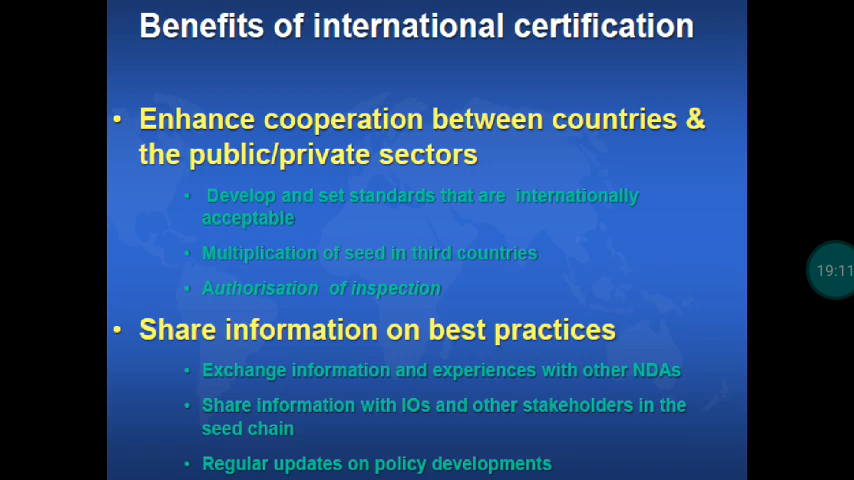 Benefits of international certification
• Enhance cooperation between countries &
the public/private sectors
• Develop and set standards that are internationally
acceptable
• Multiplication of seed in third countries
• Authorisation of inspection
• Share information on best practices
• Exchange information and experiences with other NDAs
• Share information with IOs and other stakeholders in the
seed chain
• Regular updates on policy developments
19:11